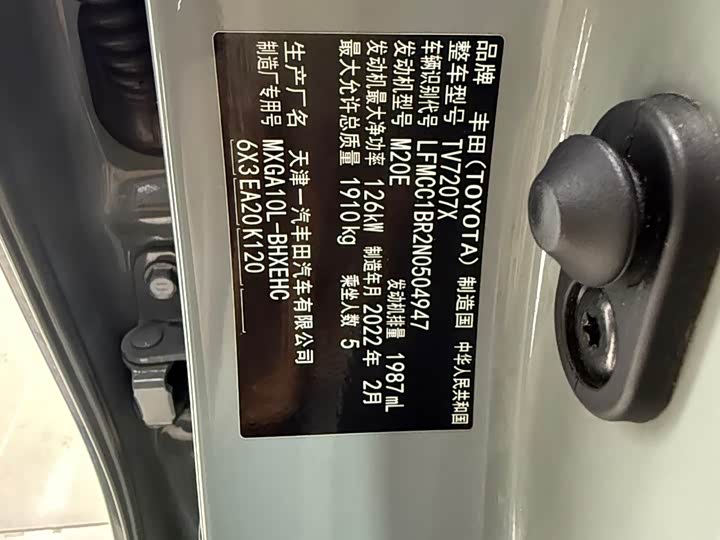 品牌 丰田(TOYOTA) 制造国 中华人民共和国
整车型号 TV7207X
车辆识别代号 LFMCC1BR2N0504947
发动机型号 M20E 发动机排量 1987mL
发动机最大净功率 126kW 制造年月 2022年 2月
最大允许总质量 1910kg 乘坐人数 5
生产厂名 天津一汽丰田汽车有限公司
制造厂专用号 MXGA10L-BHXEHC
6X3EA20K120